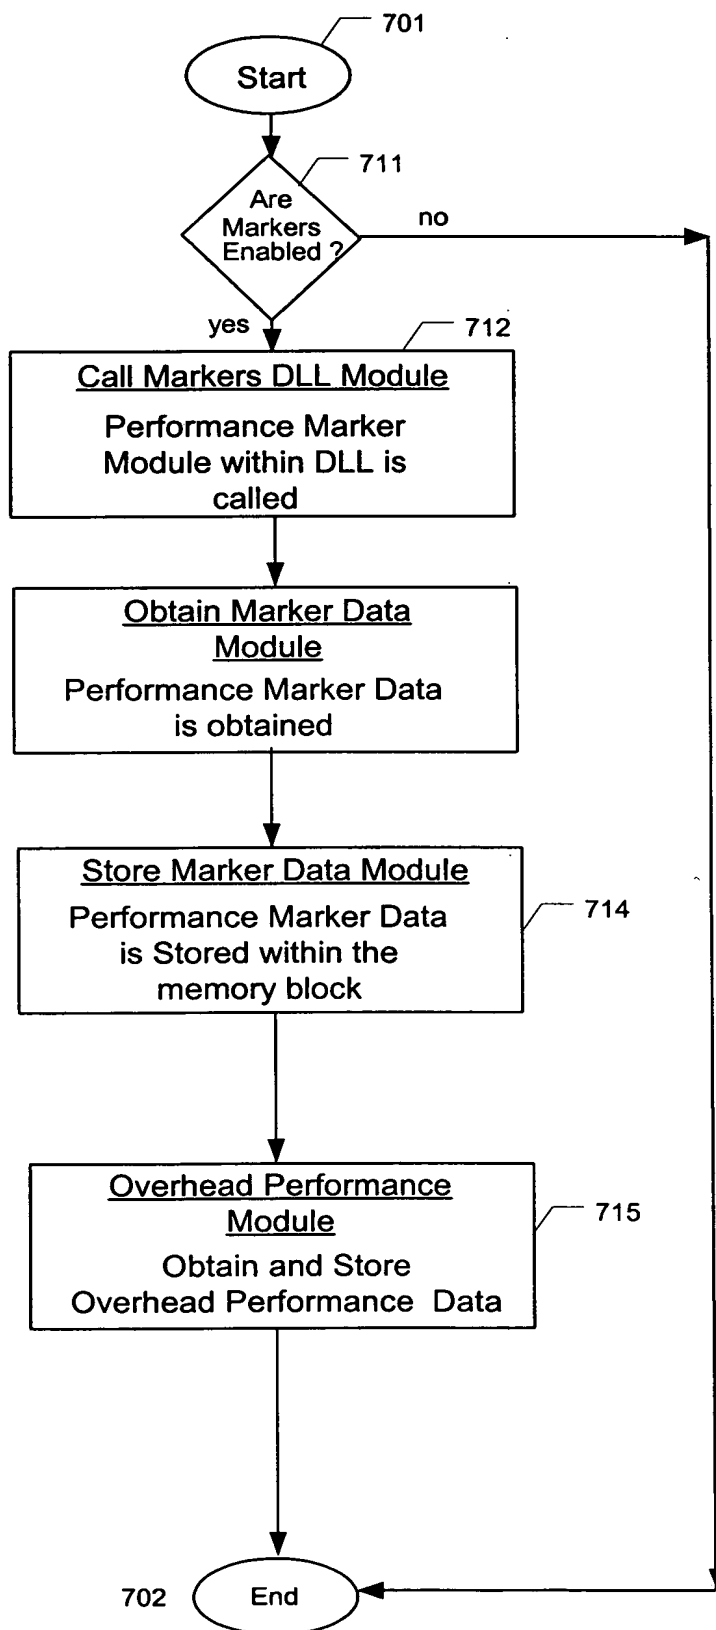 701
Start
711
Are
Markers
Enabled ?
no
yes
712
Call Markers DLL Module
Performance Marker
Module within DLL is
called
Obtain Marker Data
Module
Performance Marker Data
is obtained
Store Marker Data Module
Performance Marker Data
is Stored within the
memory block
714
Overhead Performance
Module
Obtain and Store
Overhead Performance Data
715
702
End